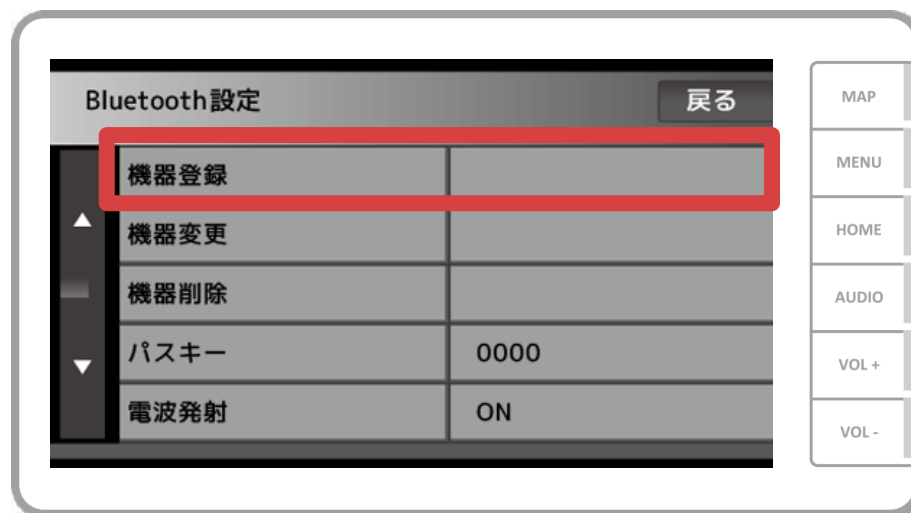 Bluetooth設定 戻る
機器登録
機器変更
機器削除
パスキー 0000
電波発射 ON
MAP
MENU
HOME
AUDIO
VOL +
VOL -